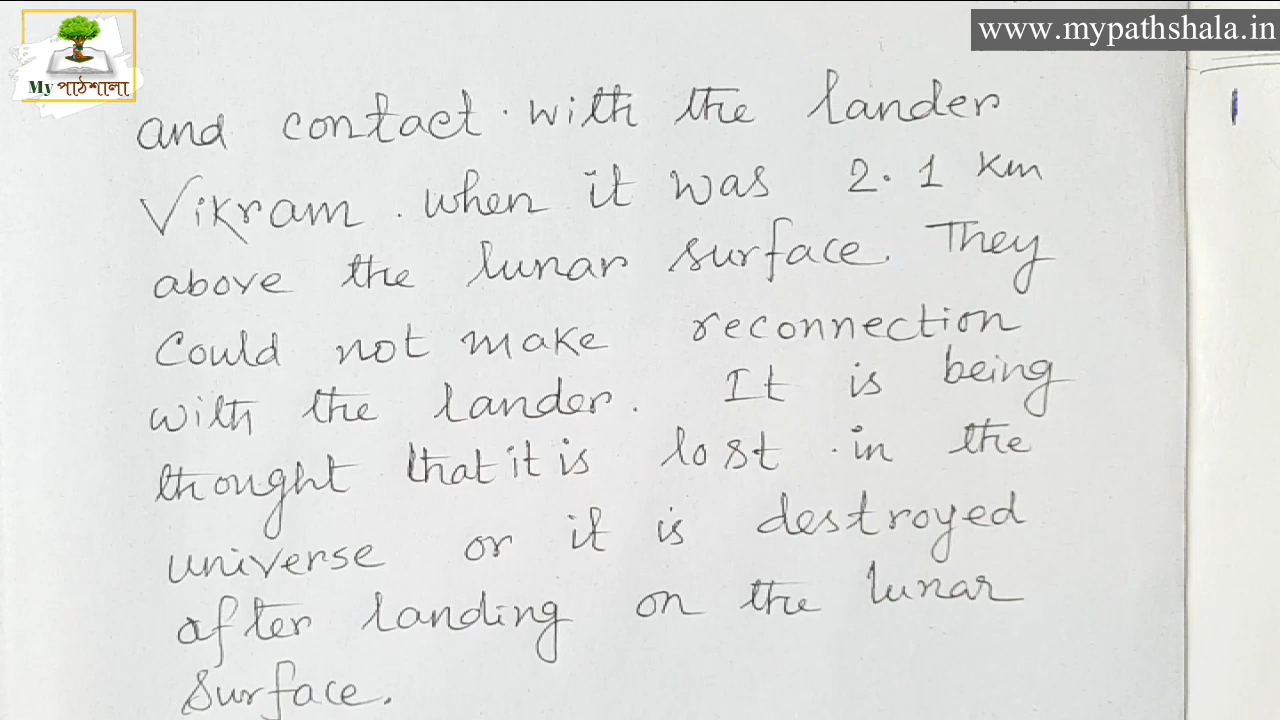 www.mypathshala.in
My পাঠশালা
and contact. with the lander
Vikram. when it was 2.1 km
above the lunar surface. They
Could not make reconnection
with the lander. It is being
thought that it is lost in the
universe or it is destroyed
after landing on the lunar
surface.